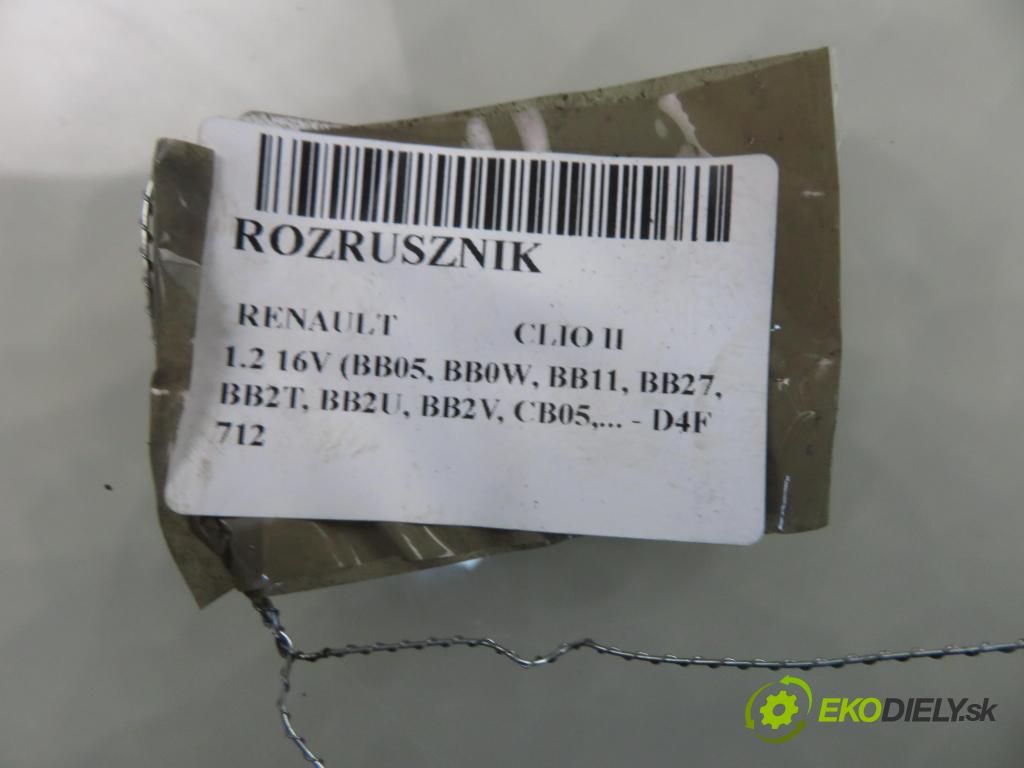 ROZRUSZNIK
RENAULT CLIO II
1.2 16V (BB05, BB0W, BB11, BB27,
BB2T, BB2U, BB2V, CB05,... - D4F
712
EKODIELY.sk